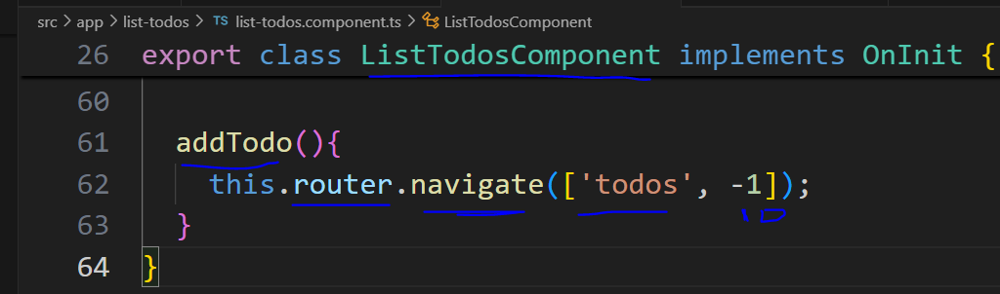 src > app > list-todos > TS list-todos.component.ts > ListTodosComponent
26 export class ListTodosComponent implements OnInit {
60
61 addTodo(){
62 this.router.navigate(['todos', -1]);
63 }
64 }